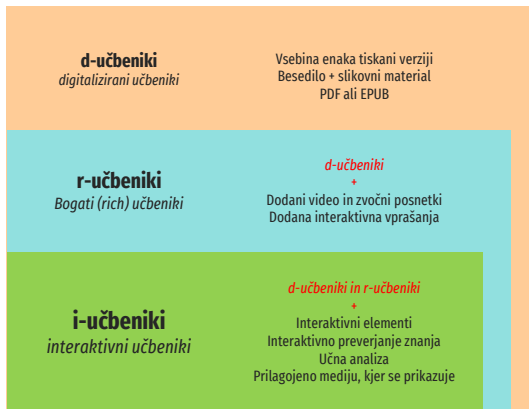 d-učbeniki
digitalizirani učbeniki
Vsebina enaka tiskani verziji
Besedilo + slikovni material
PDF ali EPUB
r-učbeniki
Bogati (rich) učbeniki
d-učbeniki
+
Dodani video in zvočni posnetki
Dodana interaktivna vprašanja
i-učbeniki
interaktivni učbeniki
d-učbeniki in r-učbeniki
+
Interaktivni elementi
Interaktivno preverjanje znanja
Učna analiza
Prilagojeno mediju, kjer se prikazuje